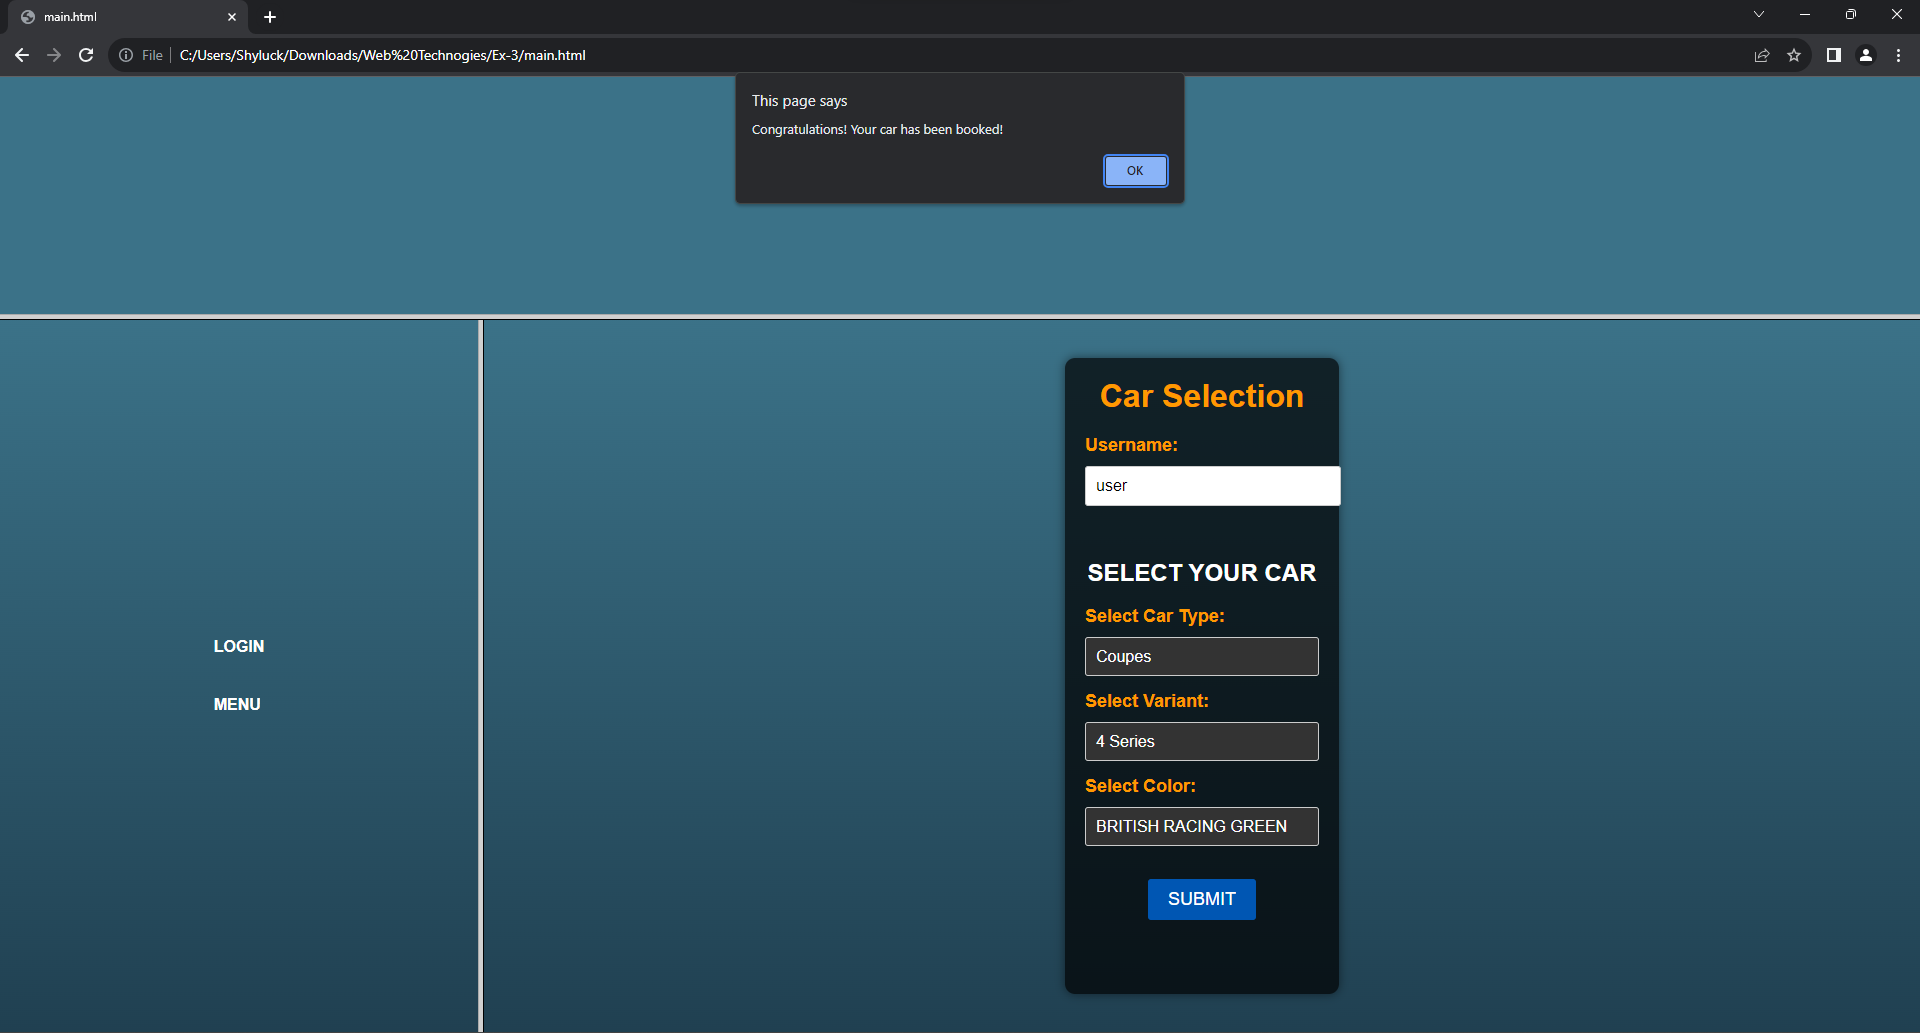 main.html
File
C:/Users/Shyluck/Downloads/Web%20Technogies/Ex-3/main.html
This page says
Congratulations! Your car has been booked!
OK
LOGIN
MENU
Car Selection
Username:
user
SELECT YOUR CAR
Select Car Type:
Coupes
Select Variant:
4 Series
Select Color:
BRITISH RACING GREEN
SUBMIT